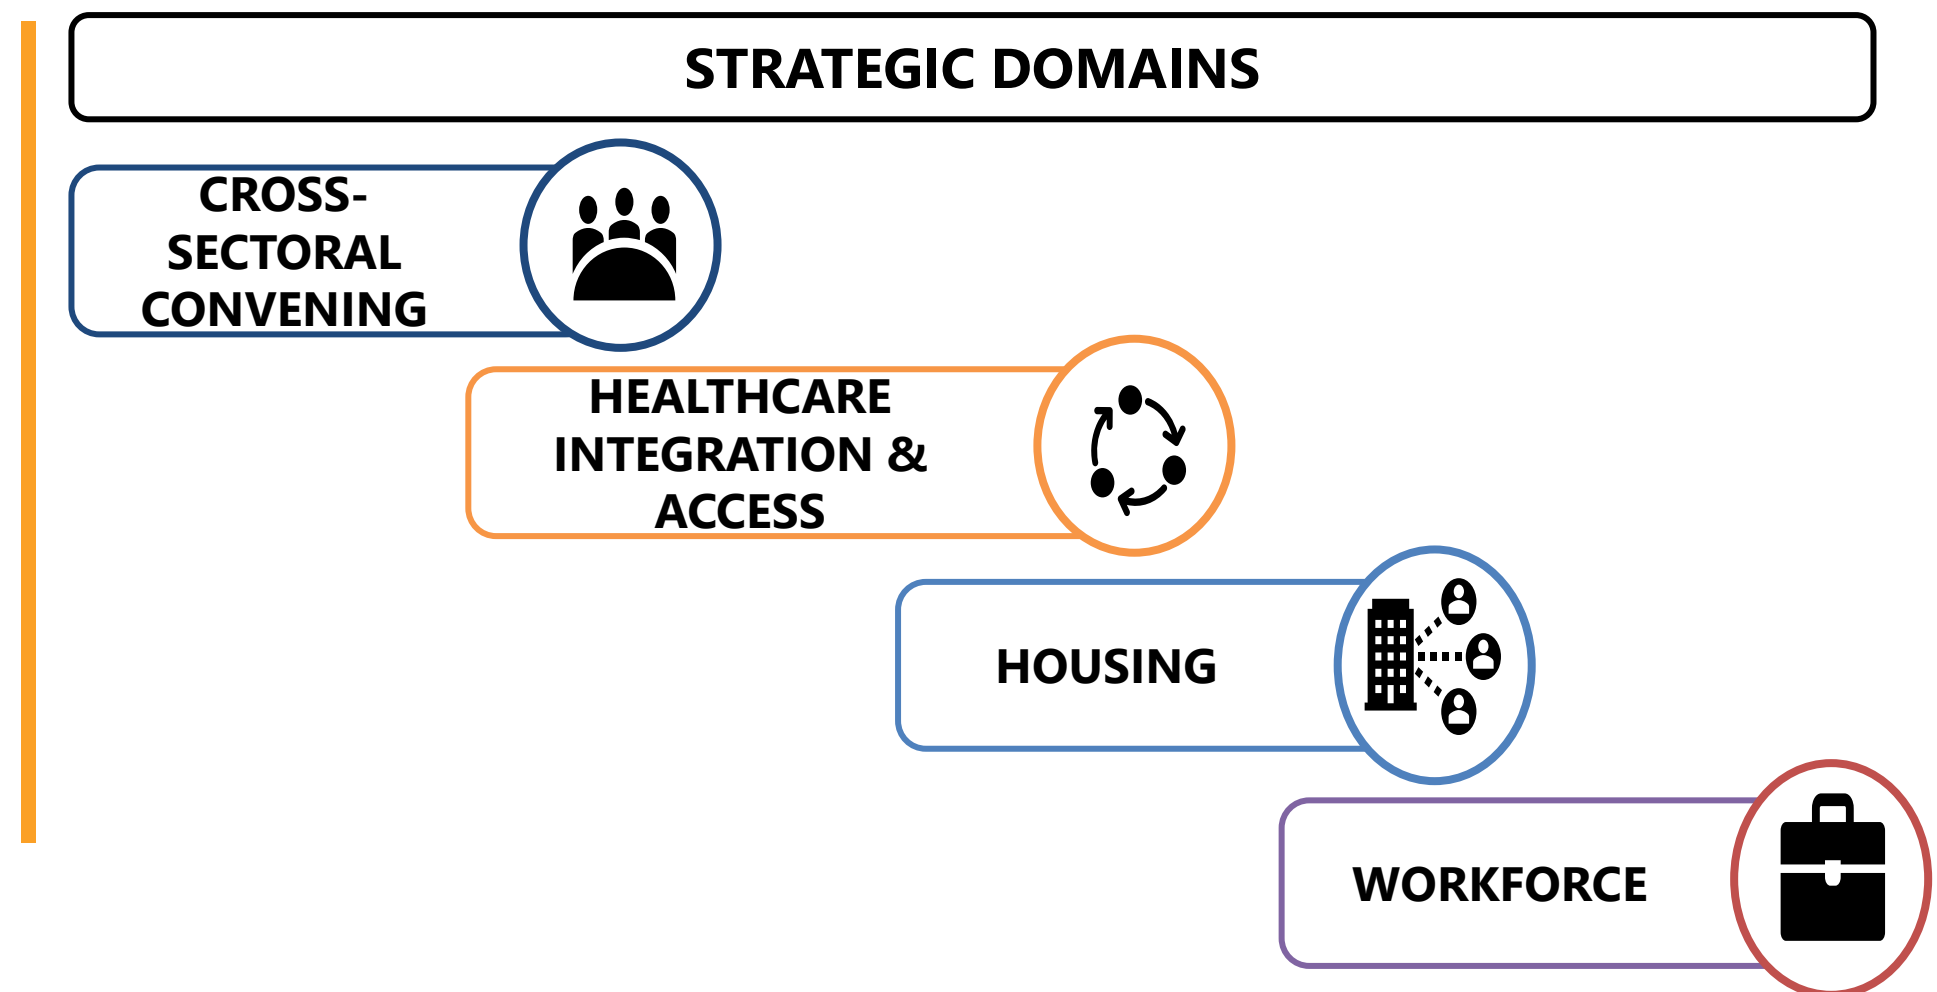 STRATEGIC DOMAINS
CROSS-
SECTORAL
CONVENING
HEALTHCARE
INTEGRATION &
ACCESS
HOUSING
WORKFORCE